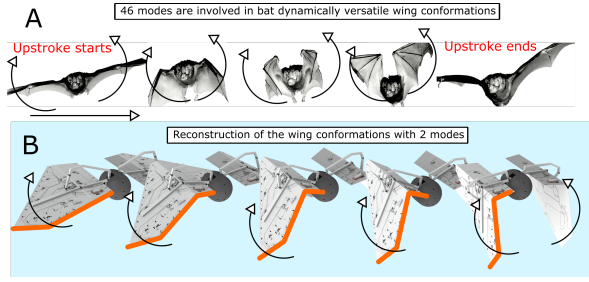 46 modes are involved in bat dynamically versatile wing conformations
A
Upstroke starts
Upstroke ends
B
Reconstruction of the wing conformations with 2 modes